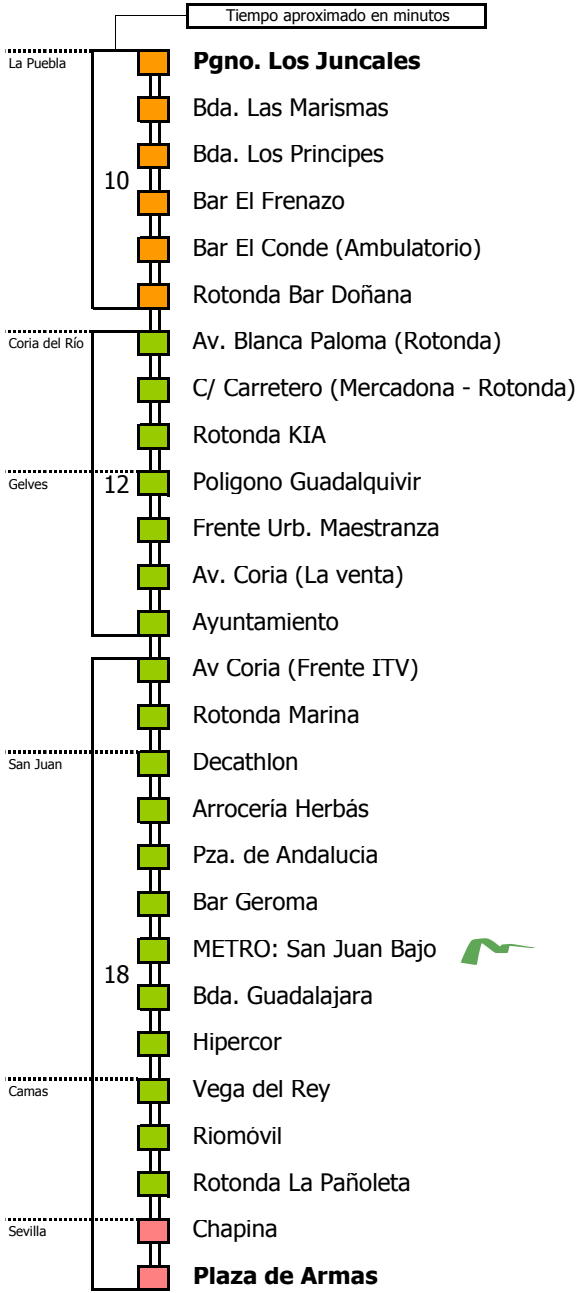 Tiempo aproximado en minutos
La Puebla
Pgno. Los Juncales
Bda. Las Marismas
Bda. Los Principes
10
Bar El Frenazo
Bar El Conde (Ambulatorio)
Rotonda Bar Doñana
Coria del Río
Av. Blanca Paloma (Rotonda)
C/ Carretero (Mercadona - Rotonda)
Rotonda KIA
Gelves
12
Poligono Guadalquivir
Frente Urb. Maestranza
Av. Coria (La venta)
Ayuntamiento
Av Coria (Frente ITV)
Rotonda Marina
San Juan
Decathlon
Arrocería Herbás
Pza. de Andalucia
Bar Geroma
METRO: San Juan Bajo
18
Bda. Guadalajara
Hipercor
Camas
Vega del Rey
Riomóvil
Rotonda La Pañoleta
Sevilla
Chapina
Plaza de Armas